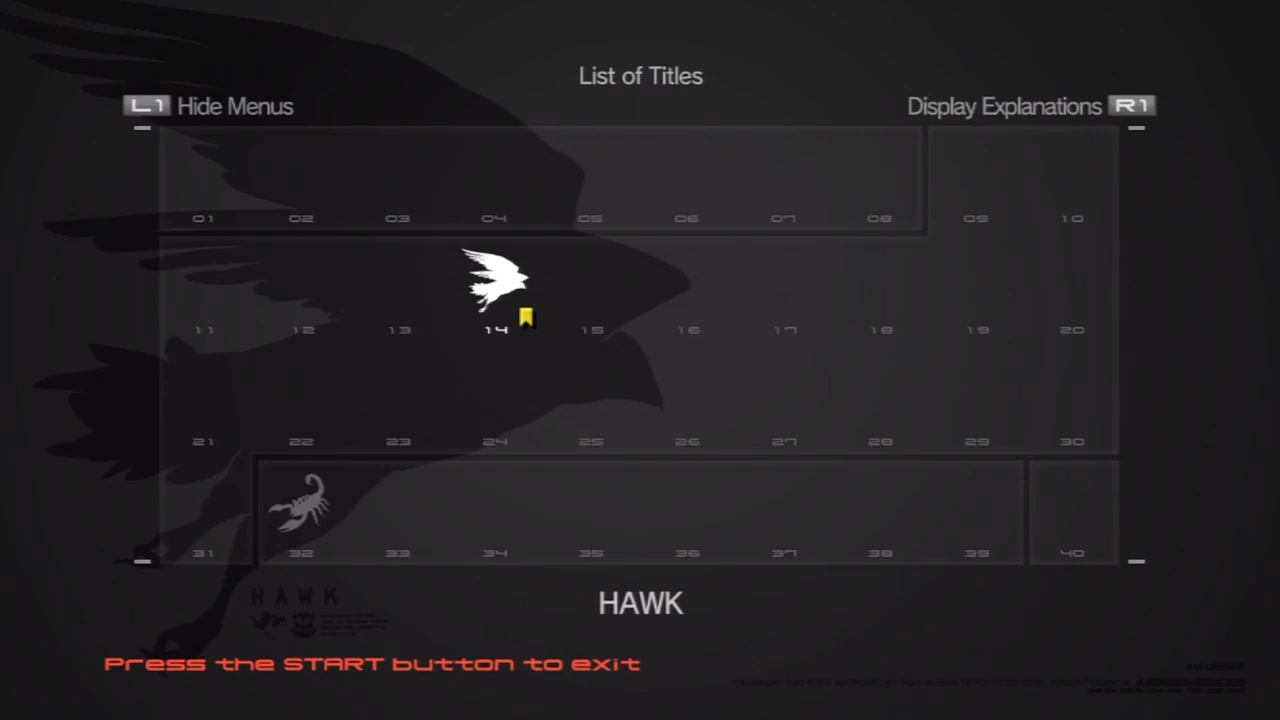 List of Titles
L1 Hide Menus
Display Explanations R1
01 02 03 04 05 06 07 08 09 10
11 12 13 14 15 16 17 18 19 20
21 22 23 24 25 26 27 28 29 30
31 32 33 34 35 36 37 38 39 40
HAWK
HAWK
Press the START button to exit